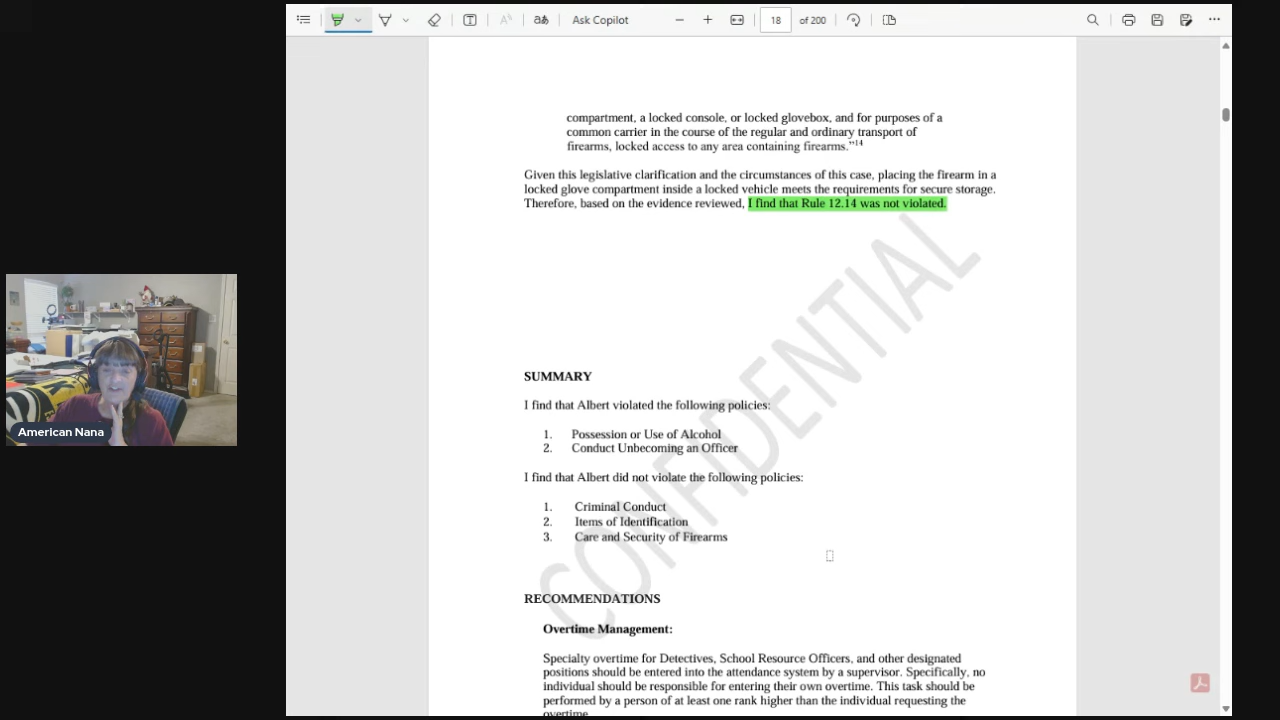 Ask Copilot
18 of 200
compartment, a locked console, or locked glovebox, and for purposes of a
common carrier in the course of the regular and ordinary transport of
firearms, locked access to any area containing firearms."14
Given this legislative clarification and the circumstances of this case, placing the firearm in a
locked glove compartment inside a locked vehicle meets the requirements for secure storage.
Therefore, based on the evidence reviewed, I find that Rule 12.14 was not violated.
CONFIDENTIAL
SUMMARY
I find that Albert violated the following policies:
1. Possession or Use of Alcohol
2. Conduct Unbecoming an Officer
I find that Albert did not violate the following policies:
1. Criminal Conduct
2. Items of Identification
3. Care and Security of Firearms
RECOMMENDATIONS
Overtime Management:
Specialty overtime for Detectives, School Resource Officers, and other designated
positions should be entered into the attendance system by a supervisor. Specifically, no
individual should be responsible for entering their own overtime. This task should be
performed by a person of at least one rank higher than the individual requesting the
overtime.
American Nana